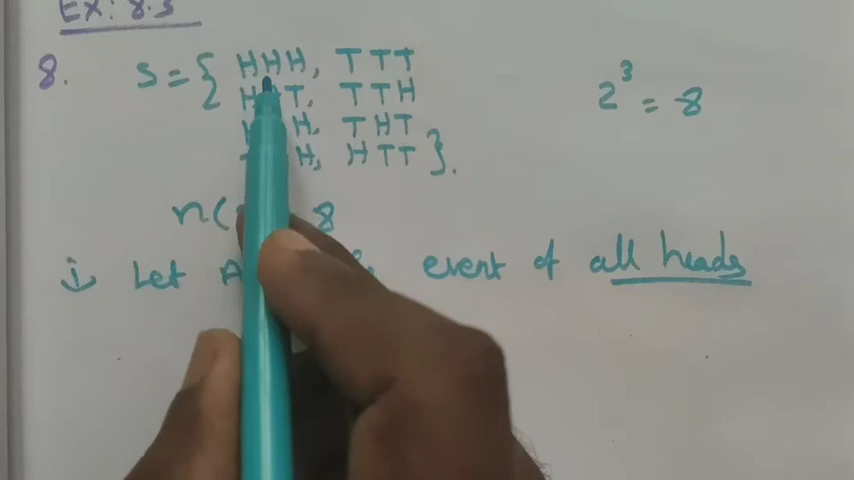 EX: 8.3
8. S = { HHH, TTT
T, TTH
H, THT
H, HTT }.
2³ = 8
n( 8
Let A event of all heads